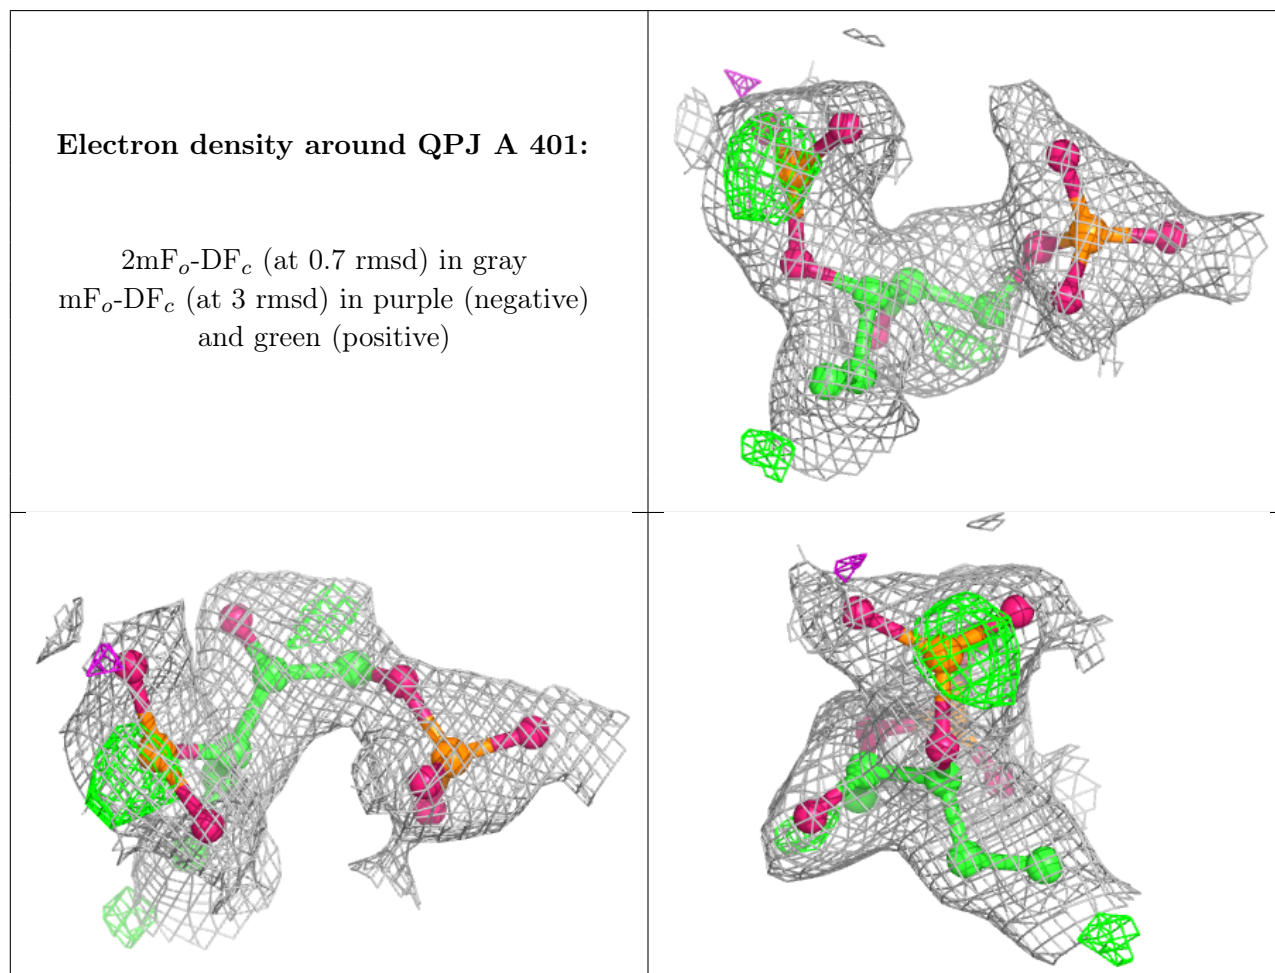 Electron density around QPJ A 401:
2mFo-DFc (at 0.7 rmsd) in gray
mFo-DFc (at 3 rmsd) in purple (negative)
and green (positive)